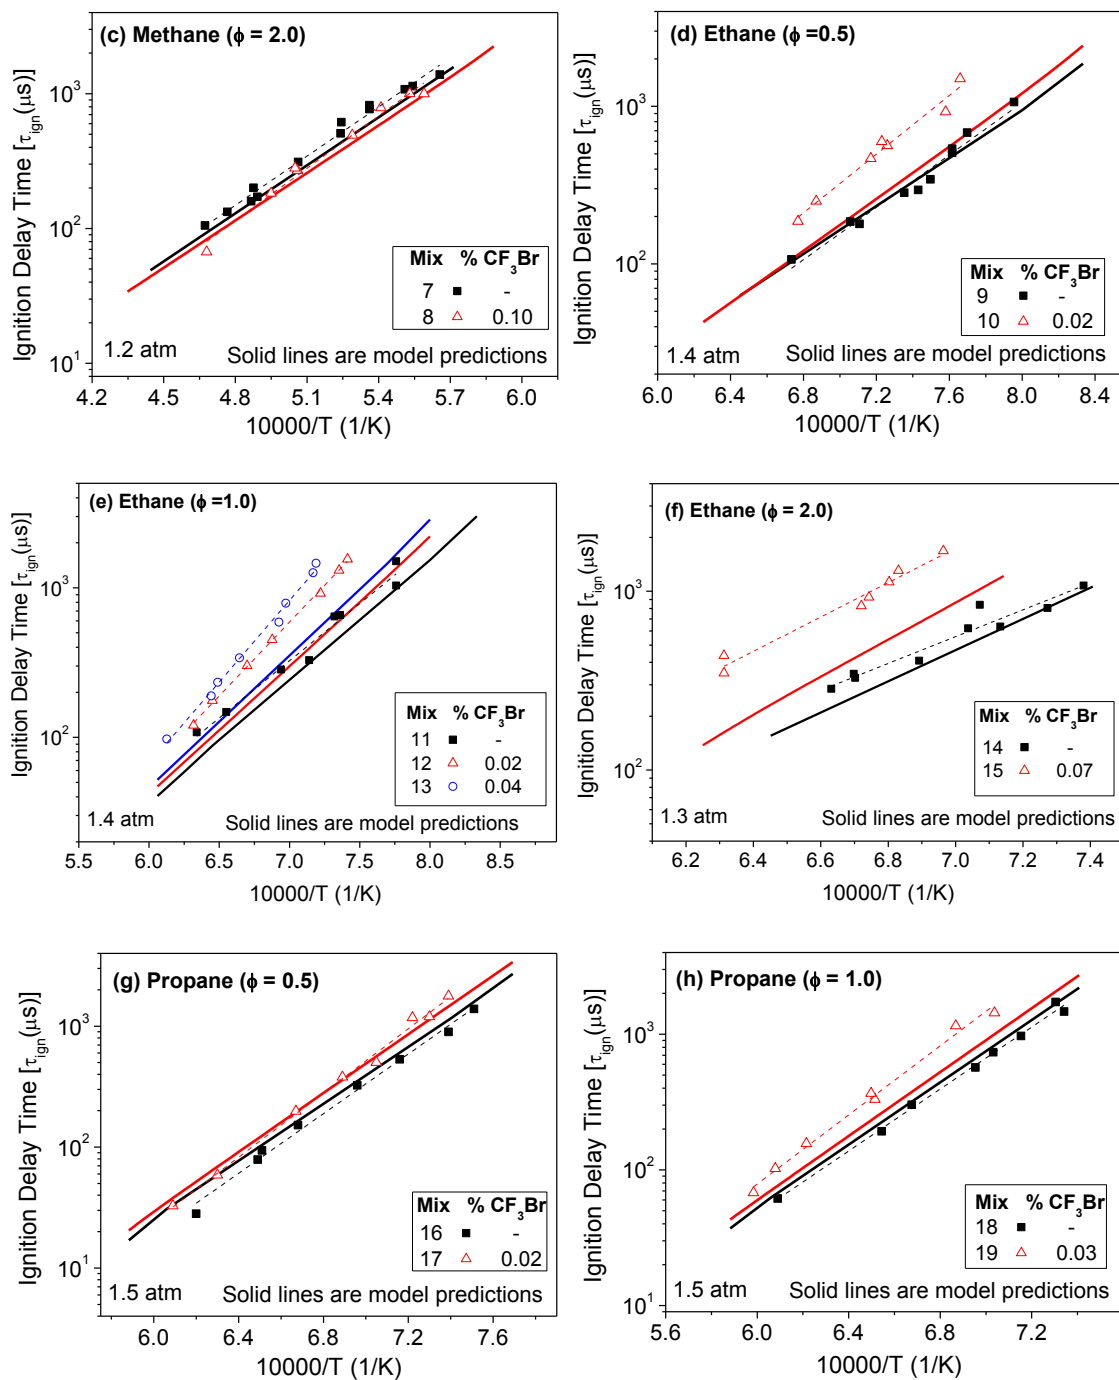 (c) Methane (ϕ = 2.0)
Ignition Delay Time [τign(μs)]
10³
10²
10¹
Mix % CF₃Br
7 -
8 0.10
1.2 atm
Solid lines are model predictions
4.2 4.5 4.8 5.1 5.4 5.7 6.0
10000/T (1/K)
(d) Ethane (ϕ =0.5)
Ignition Delay Time [τign(μs)]
10³
10²
Mix % CF₃Br
9 -
10 0.02
1.4 atm
Solid lines are model predictions
6.0 6.4 6.8 7.2 7.6 8.0 8.4
10000/T (1/K)
(e) Ethane (ϕ =1.0)
Ignition Delay Time [τign(μs)]
10³
10²
Mix % CF₃Br
11 -
12 0.02
13 0.04
1.4 atm
Solid lines are model predictions
5.5 6.0 6.5 7.0 7.5 8.0 8.5
10000/T (1/K)
(f) Ethane (ϕ = 2.0)
Ignition Delay Time [τign(μs)]
10³
10²
Mix % CF₃Br
14 -
15 0.07
1.3 atm
Solid lines are model predictions
6.2 6.4 6.6 6.8 7.0 7.2 7.4
10000/T (1/K)
(g) Propane (ϕ = 0.5)
Ignition Delay Time [τign(μs)]
10³
10²
10¹
Mix % CF₃Br
16 -
17 0.02
1.5 atm
Solid lines are model predictions
6.0 6.4 6.8 7.2 7.6
10000/T (1/K)
(h) Propane (ϕ = 1.0)
Ignition Delay Time [τign(μs)]
10³
10²
10¹
Mix % CF₃Br
18 -
19 0.03
1.5 atm
Solid lines are model predictions
5.6 6.0 6.4 6.8 7.2
10000/T (1/K)